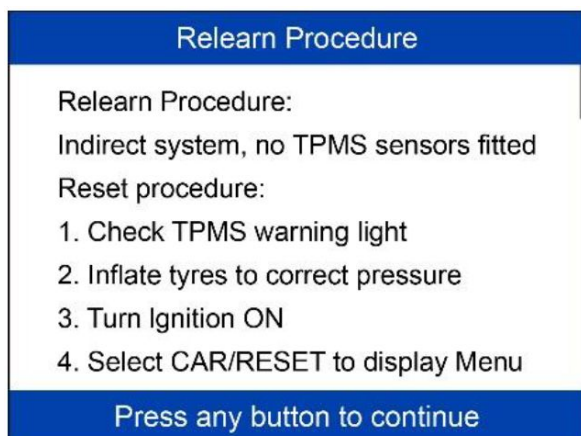 Relearn Procedure
Relearn Procedure:
Indirect system, no TPMS sensors fitted
Reset procedure:
1. Check TPMS warning light
2. Inflate tyres to correct pressure
3. Turn Ignition ON
4. Select CAR/RESET to display Menu
Press any button to continue